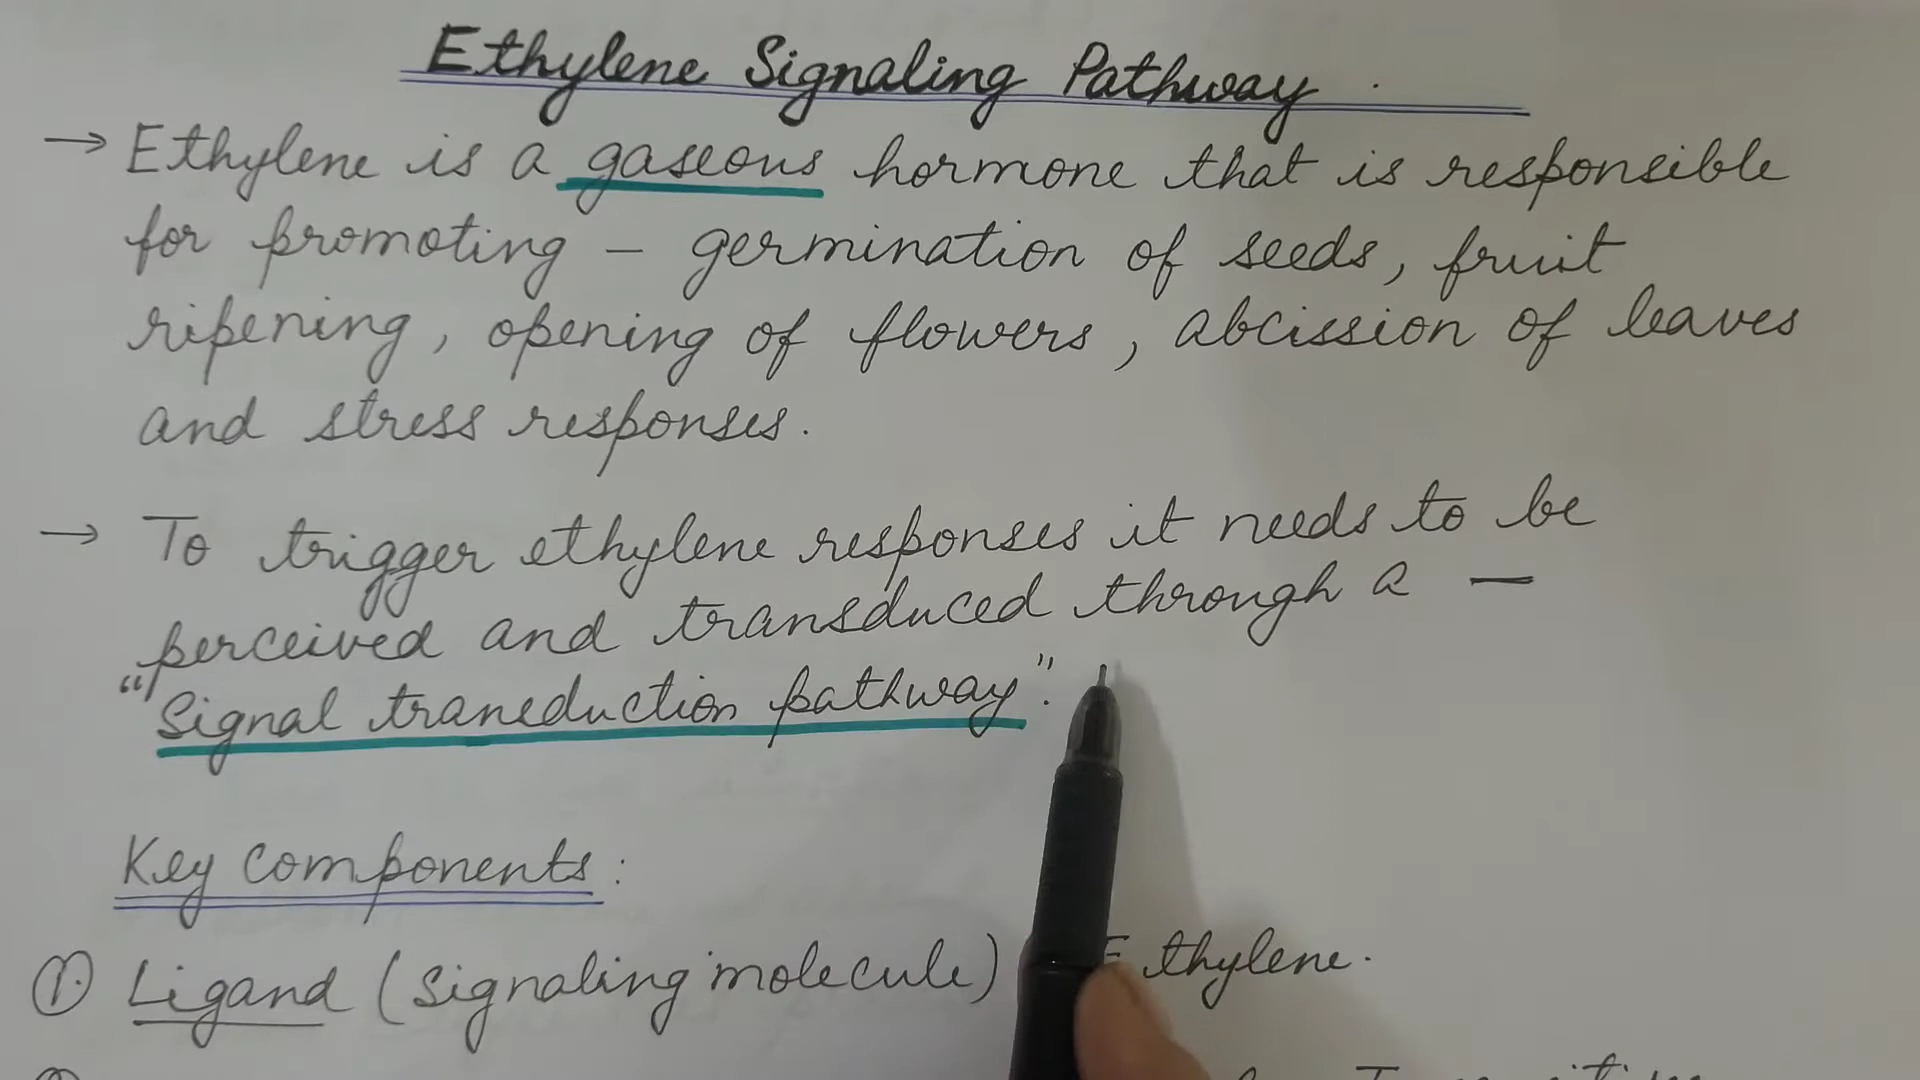 Ethylene Signaling Pathway
→ Ethylene is a gaseous hormone that is responsible
for promoting - germination of seeds, fruit
ripening, opening of flowers, abcission of leaves
and stress responses.
→ To trigger ethylene responses it needs to be
perceived and transduced through a —
"Signal transduction pathway".
Key Components:
① Ligand (Signaling molecule) Ethylene.